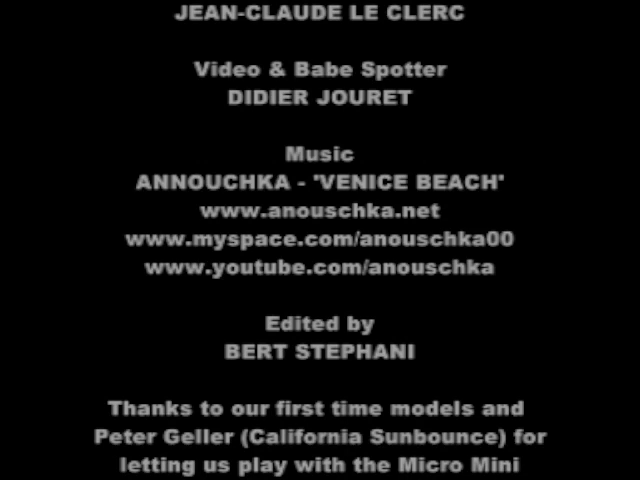 JEAN-CLAUDE LE CLERC
Video & Babe Spotter
DIDIER JOURET
Music
ANNOUCHKA - 'VENICE BEACH'
www.anouschka.net
www.myspace.com/anouschka00
www.youtube.com/anouschka
Edited by
BERT STEPHANI
Thanks to our first time models and
Peter Geller (California Sunbounce) for
letting us play with the Micro Mini